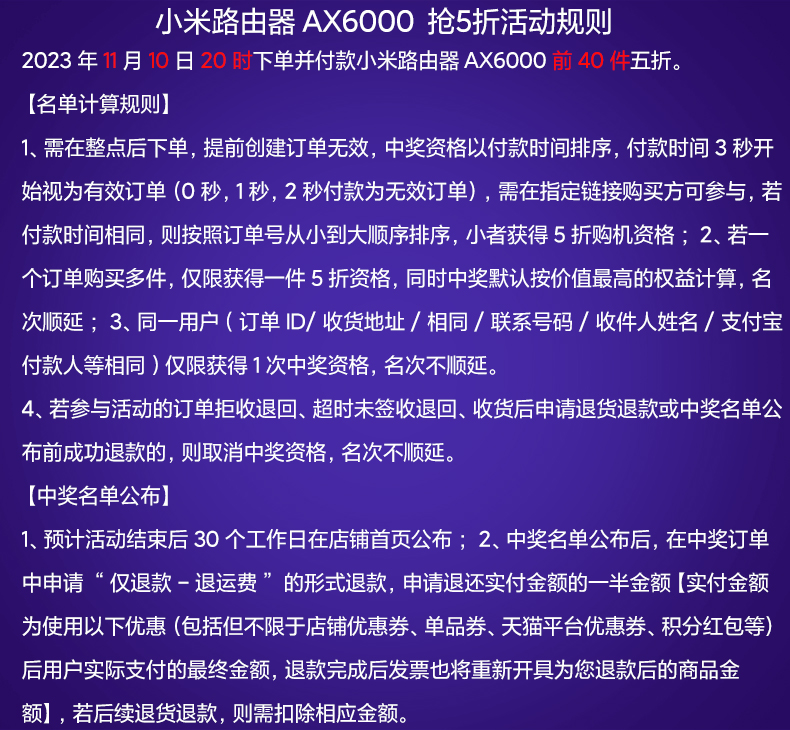 小米路由器 AX6000 抢5折活动规则
2023 年 11 月 10 日 20 时下单并付款小米路由器 AX6000 前 40 件五折。
【名单计算规则】
1、需在整点后下单，提前创建订单无效，中奖资格以付款时间排序，付款时间 3 秒开
始视为有效订单（0 秒，1 秒，2 秒付款为无效订单），需在指定链接购买方可参与，若
付款时间相同，则按照订单号从小到大顺序排序，小者获得 5 折购机资格 ； 2、若一
个订单购买多件，仅限获得一件 5 折资格，同时中奖默认按价值最高的权益计算，名
次顺延 ； 3、同一用户 ( 订单 ID/ 收货地址 / 相同 / 联系号码 / 收件人姓名 / 支付宝
付款人等相同 ) 仅限获得 1 次中奖资格，名次不顺延。
4、若参与活动的订单拒收退回、超时未签收退回、收货后申请退货退款或中奖名单公
布前成功退款的，则取消中奖资格，名次不顺延。
【中奖名单公布】
1、预计活动结束后 30 个工作日在店铺首页公布 ； 2、中奖名单公布后，在中奖订单
中申请 “ 仅退款 – 退运费 ” 的形式退款，申请退还实付金额的一半金额【实付金额
为使用以下优惠（包括但不限于店铺优惠券、单品券、天猫平台优惠券、积分红包等）
后用户实际支付的最终金额，退款完成后发票也将重新开具为您退款后的商品金
额】，若后续退货退款，则需扣除相应金额。